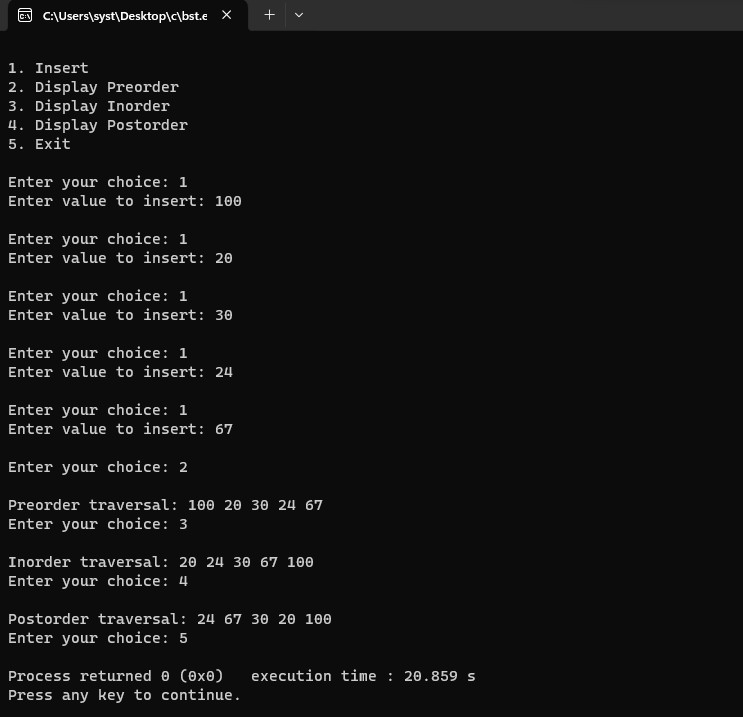 C:\Users\syst\Desktop\c\bst.e
1. Insert
2. Display Preorder
3. Display Inorder
4. Display Postorder
5. Exit
Enter your choice: 1
Enter value to insert: 100
Enter your choice: 1
Enter value to insert: 20
Enter your choice: 1
Enter value to insert: 30
Enter your choice: 1
Enter value to insert: 24
Enter your choice: 1
Enter value to insert: 67
Enter your choice: 2
Preorder traversal: 100 20 30 24 67
Enter your choice: 3
Inorder traversal: 20 24 30 67 100
Enter your choice: 4
Postorder traversal: 24 67 30 20 100
Enter your choice: 5
Process returned 0 (0x0)   execution time : 20.859 s
Press any key to continue.